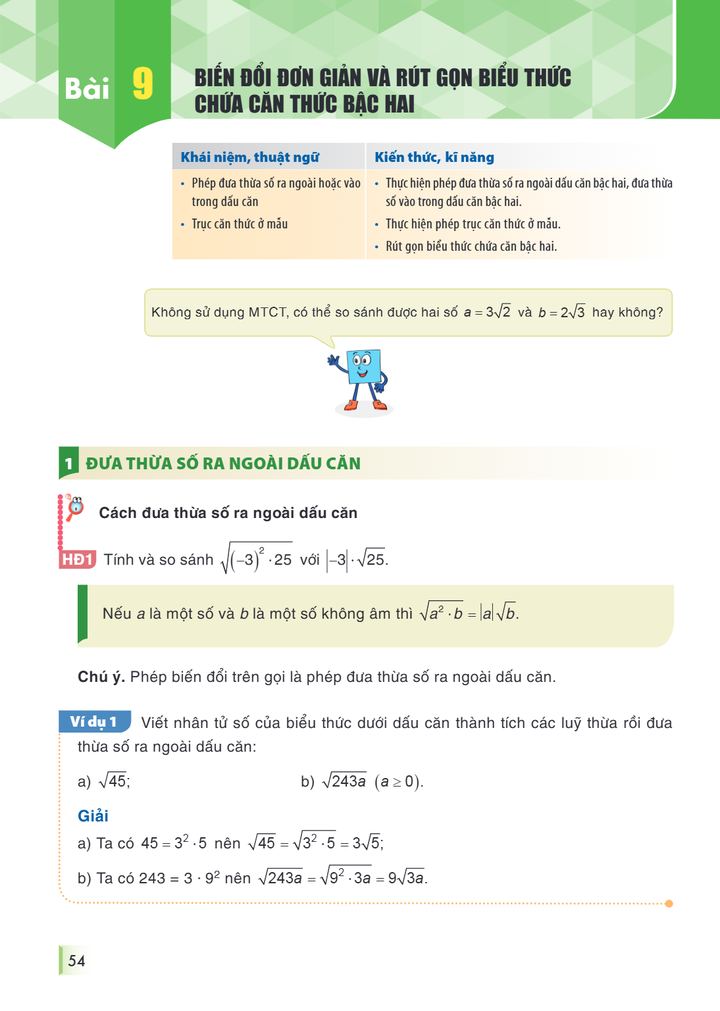 Bài 9
BIẾN ĐỔI ĐƠN GIẢN VÀ RÚT GỌN BIỂU THỨC
CHỨA CĂN THỨC BẬC HAI
Khái niệm, thuật ngữ
• Phép đưa thừa số ra ngoài hoặc vào
trong dấu căn
• Trục căn thức ở mẫu
Kiến thức, kĩ năng
• Thực hiện phép đưa thừa số ra ngoài dấu căn bậc hai, đưa thừa
số vào trong dấu căn bậc hai.
• Thực hiện phép trục căn thức ở mẫu.
• Rút gọn biểu thức chứa căn bậc hai.
Không sử dụng MTCT, có thể so sánh được hai số a = 3√2 và b = 2√3 hay không?
1 ĐƯA THỪA SỐ RA NGOÀI DẤU CĂN
Cách đưa thừa số ra ngoài dấu căn
HĐ1 Tính và so sánh √((−3)² · 25) với |−3| · √25.
Nếu a là một số và b là một số không âm thì √(a² · b) = |a|√b.
Chú ý. Phép biến đổi trên gọi là phép đưa thừa số ra ngoài dấu căn.
Ví dụ 1 Viết nhân tử số của biểu thức dưới dấu căn thành tích các luỹ thừa rồi đưa
thừa số ra ngoài dấu căn:
a) √45; b) √(243a) (a ≥ 0).
Giải
a) Ta có 45 = 3² · 5 nên √45 = √(3² · 5) = 3√5;
b) Ta có 243 = 3 · 9² nên √(243a) = √(9² · 3a) = 9√(3a).
54